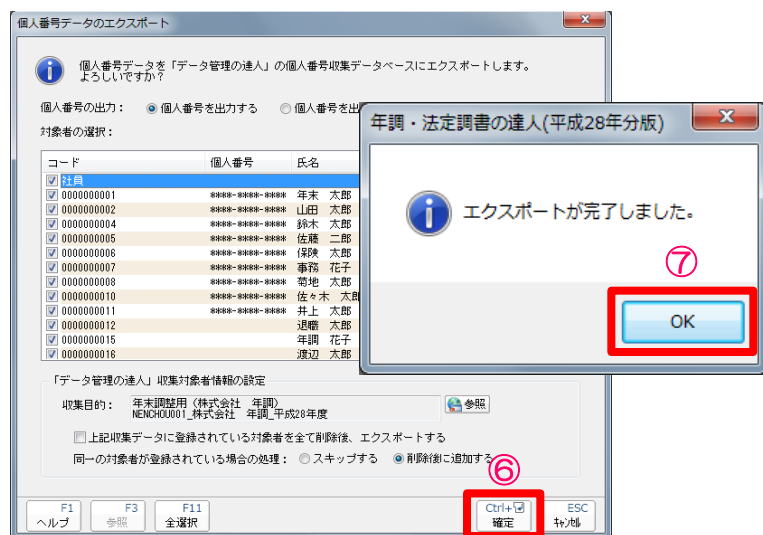 個人番号データのエクスポート
個人番号データを「データ管理の達人」の個人番号収集データベースにエクスポートします。
よろしいですか？
個人番号の出力： 個人番号を出力する 個人番号を出
対象者の選択：
コード 個人番号 氏名
社員
0000000001 ****-****-**** 年末 太郎
0000000002 ****-****-**** 山田 太郎
0000000004 ****-****-**** 鈴木 太郎
0000000005 ****-****-**** 佐藤 二郎
0000000006 ****-****-**** 保険 太郎
0000000007 ****-****-**** 事務 花子
0000000008 ****-****-**** 菊地 太郎
0000000010 ****-****-**** 佐々木 太郎
0000000011 ****-****-**** 井上 太郎
0000000012 退職 太郎
0000000015 年調 花子
0000000016 渡辺 太郎
年調・法定調書の達人(平成28年分版)
エクスポートが完了しました。
⑦
OK
「データ管理の達人」収集対象者情報の設定
収集目的： 年末調整用（株式会社 年調）
NENCHOU001_株式会社 年調_平成28年度
参照
上記収集データに登録されている対象者を全て削除後、エクスポートする
同一の対象者が登録されている場合の処理： スキップする 削除後に追加する
⑥
F1 F3 F11 Ctrl+ ESC
ヘルプ 参照 全選択 確定 ｷｬﾝｾﾙ